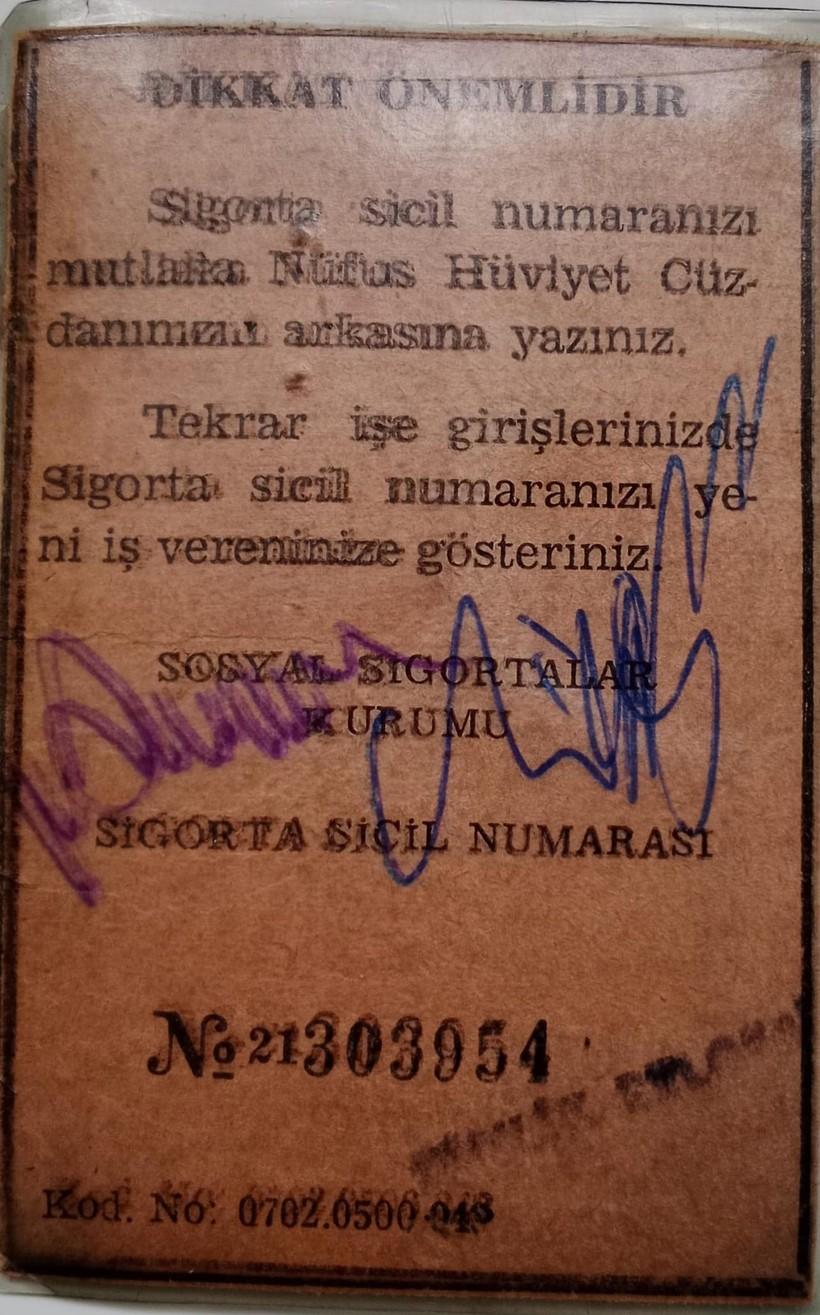 DİKKAT ÖNEMLİDİR
Sigorta sicil numaranızı
mutlaka Nüfus Hüviyet Cüz-
danınızın arkasına yazınız.
Tekrar işe girişlerinizde
Sigorta sicil numaranızı ye-
ni iş vereninize gösteriniz.
SOSYAL SİGORTALAR
KURUMU
SİGORTA SİCİL NUMARASI
No 21303954
Kod. No: 0702.0500